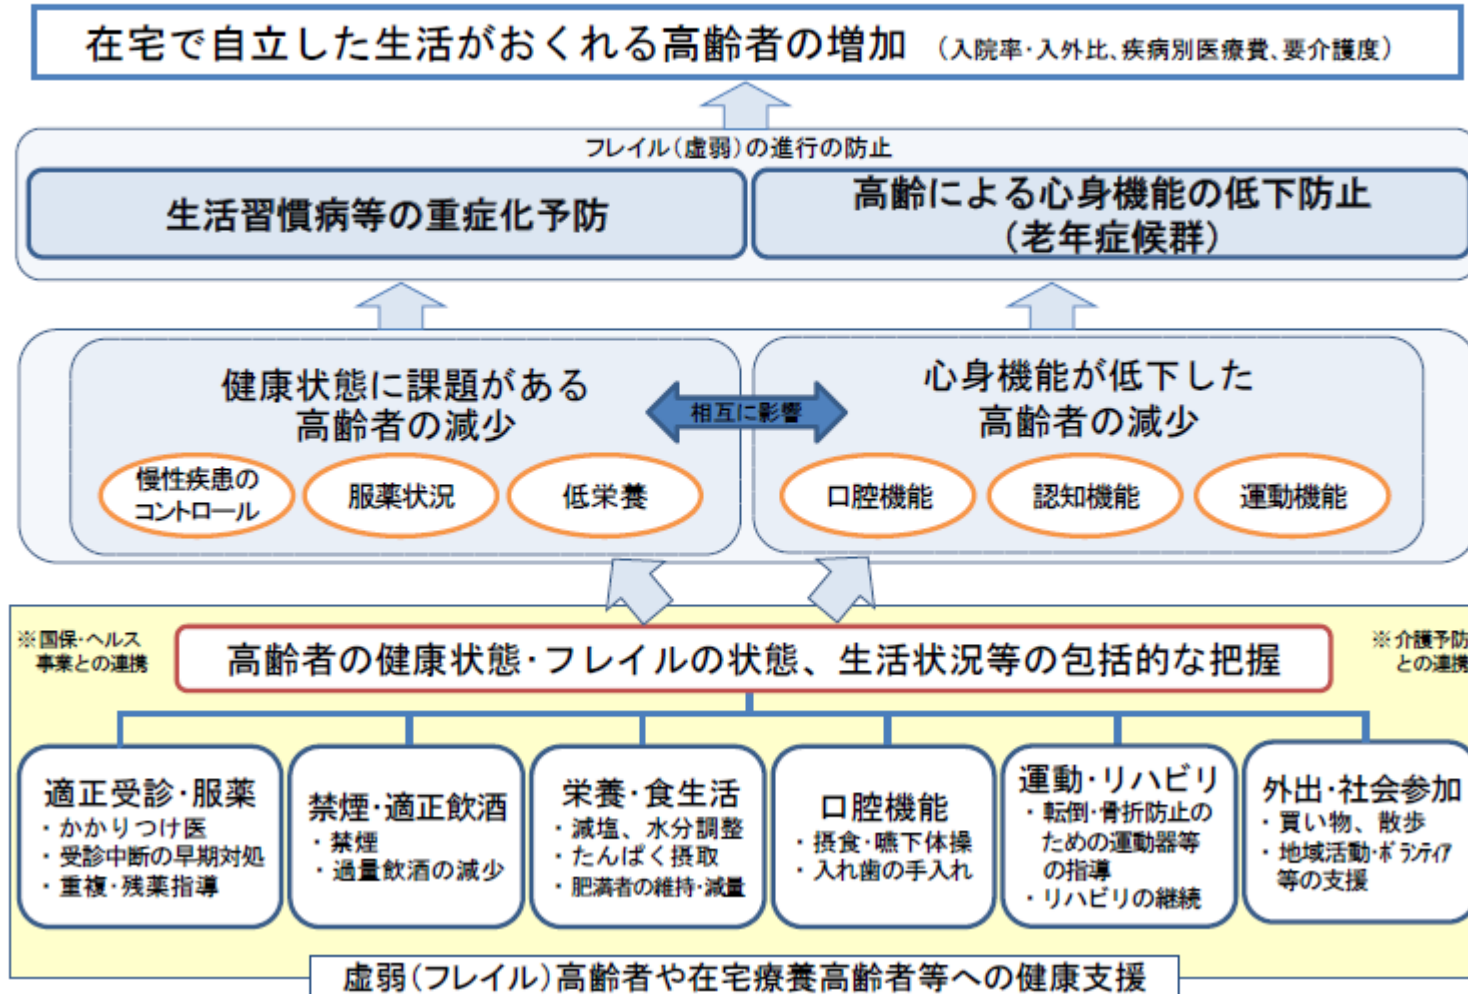 在宅で自立した生活がおくれる高齢者の増加 （入院率・入外比、疾病別医療費、要介護度）
フレイル（虚弱）の進行の防止
生活習慣病等の重症化予防
高齢による心身機能の低下防止
（老年症候群）
健康状態に課題がある
高齢者の減少
相互に影響
心身機能が低下した
高齢者の減少
慢性疾患の
コントロール
服薬状況
低栄養
口腔機能
認知機能
運動機能
※国保・ヘルス
事業との連携
高齢者の健康状態・フレイルの状態、生活状況等の包括的な把握
※介護予防
との連携
適正受診・服薬
・かかりつけ医
・受診中断の早期対処
・重複・残薬指導
禁煙・適正飲酒
・禁煙
・過量飲酒の減少
栄養・食生活
・減塩、水分調整
・たんぱく摂取
・肥満者の維持・減量
口腔機能
・摂食・嚥下体操
・入れ歯の手入れ
運動・リハビリ
・転倒・骨折防止の
ための運動器等
の指導
・リハビリの継続
外出・社会参加
・買い物、散歩
・地域活動・ボランティア
等の支援
虚弱（フレイル）高齢者や在宅療養高齢者等への健康支援